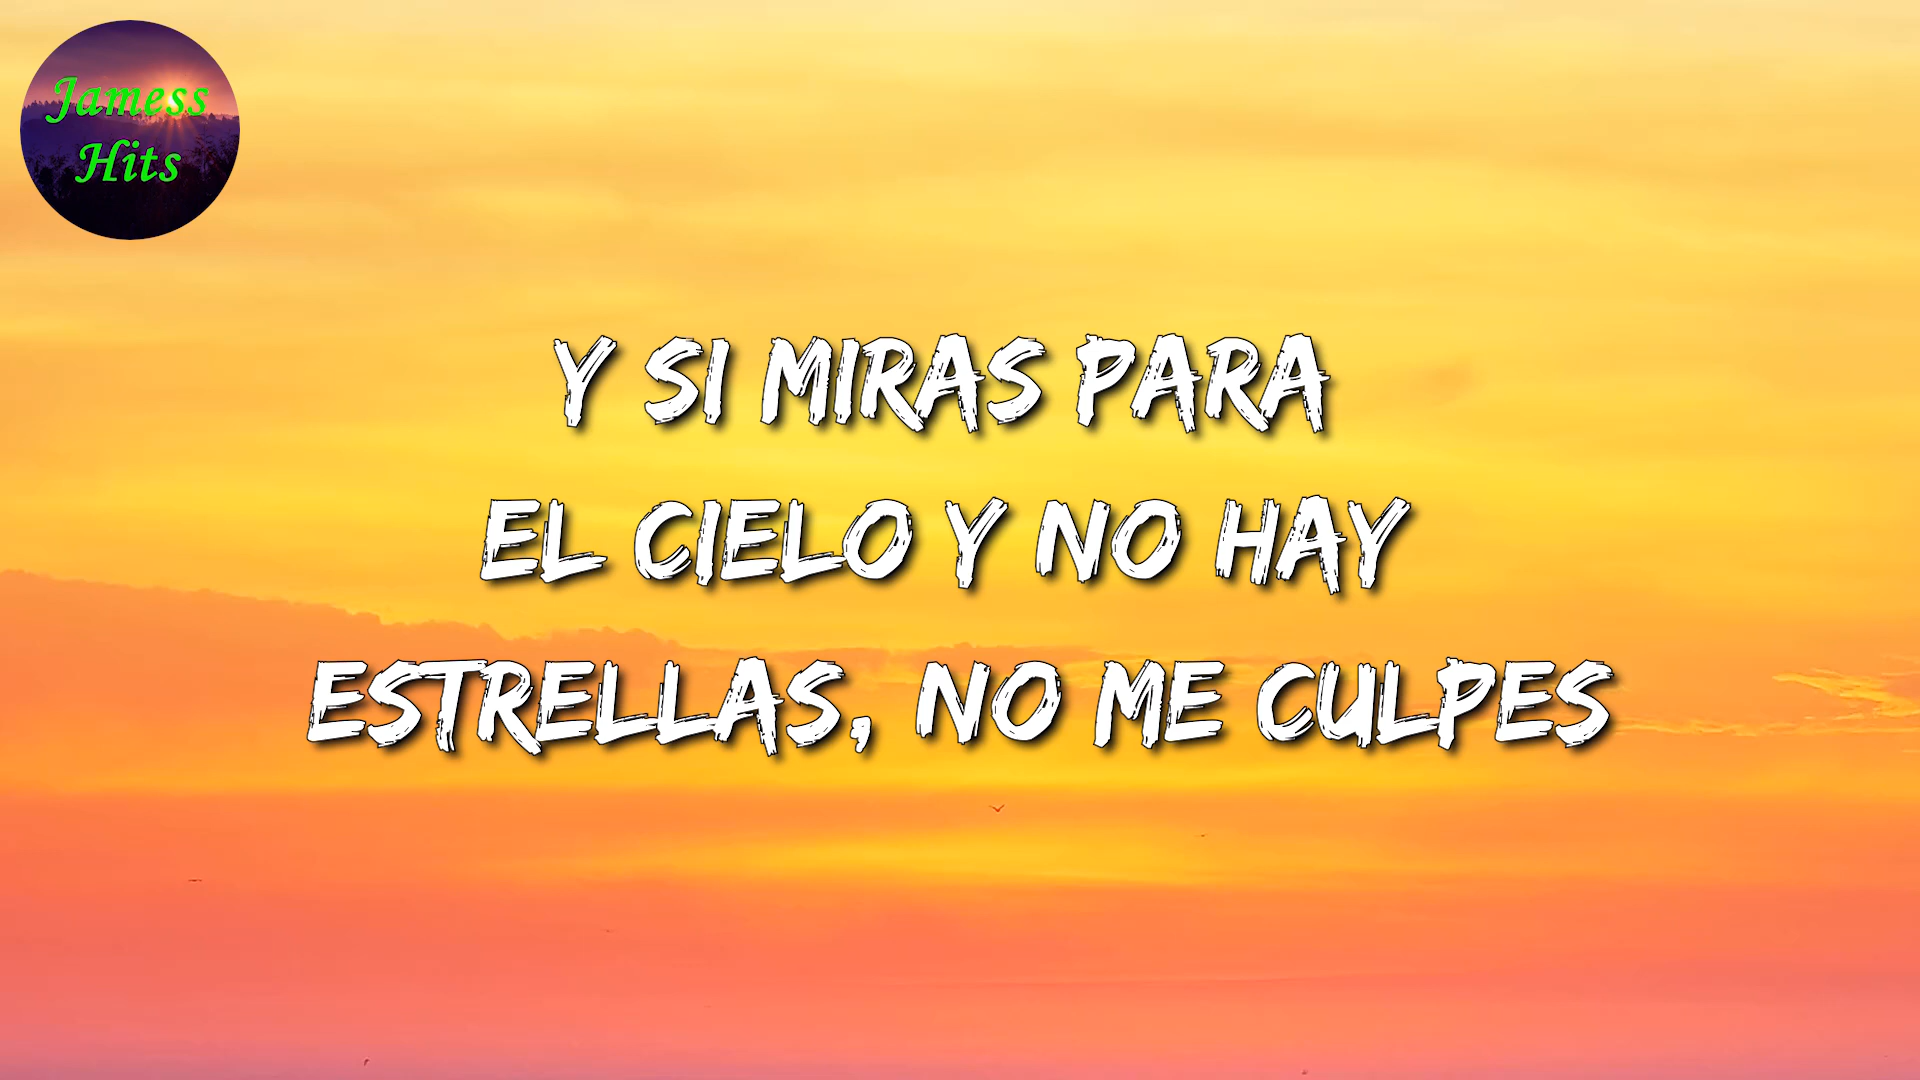 Jamess
Hits
Y SI MIRAS PARA
EL CIELO Y NO HAY
ESTRELLAS, NO ME CULPES